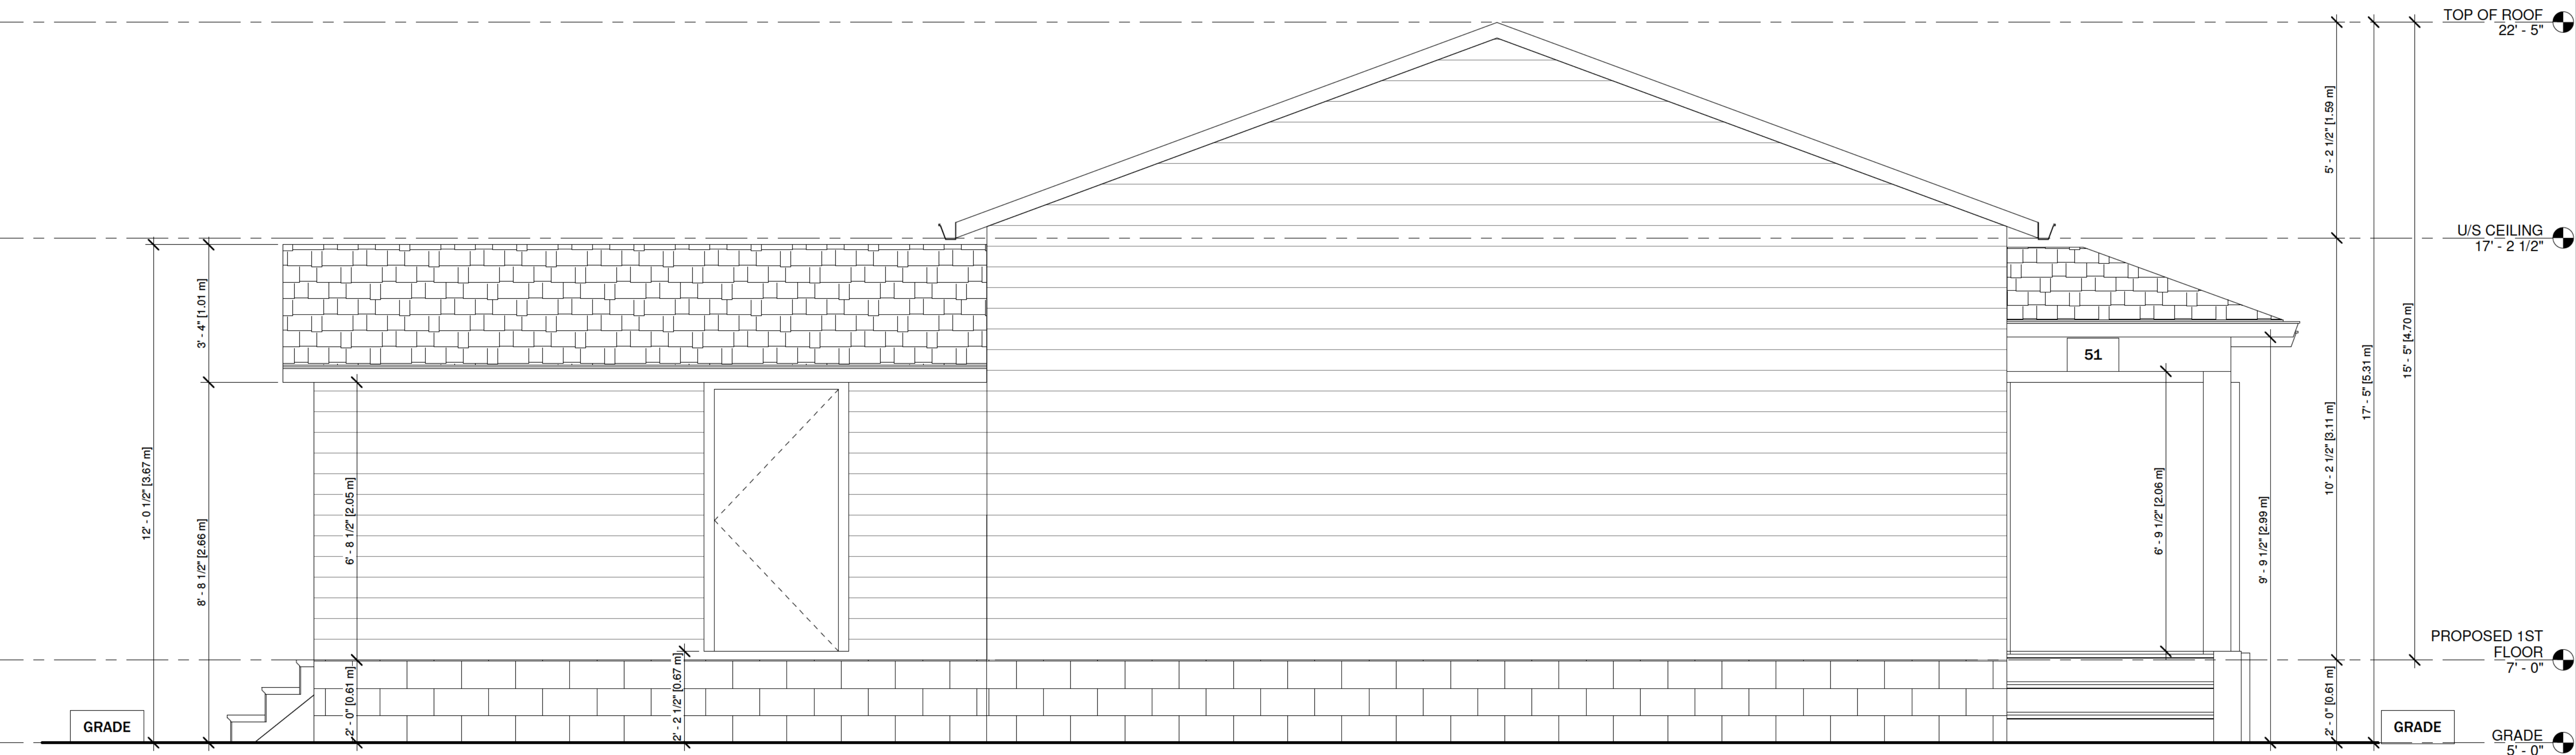 TOP OF ROOF
22' - 5"
5' - 2 1/2" [1.59 m]
U/S CEILING
17' - 2 1/2"
3' - 4" [1.01 m]
15' - 5" [4.70 m]
51
17' - 5" [5.31 m]
10' - 2 1/2" [3.11 m]
12' - 0 1/2" [3.67 m]
8' - 8 1/2" [2.66 m]
6' - 8 1/2" [2.05 m]
6' - 9 1/2" [2.06 m]
9' - 9 1/2" [2.99 m]
PROPOSED 1ST
FLOOR
7' - 0"
2' - 0" [0.61 m]
2' - 2 1/2" [0.67 m]
2' - 0" [0.61 m]
GRADE
GRADE
GRADE
5' - 0"